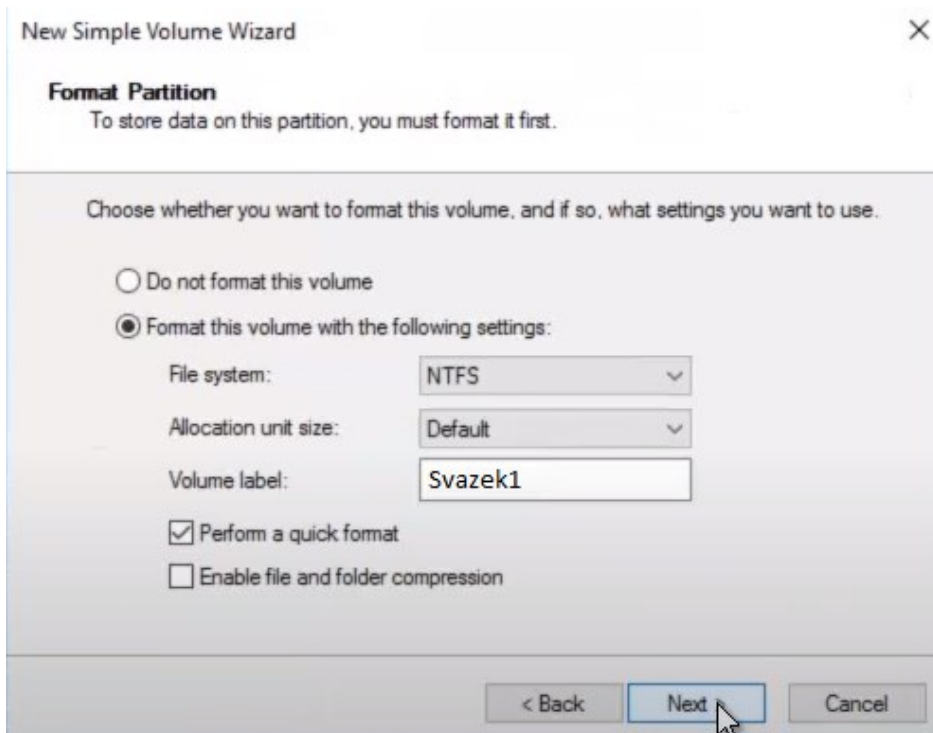 New Simple Volume Wizard
Format Partition
To store data on this partition, you must format it first.
Choose whether you want to format this volume, and if so, what settings you want to use.
Do not format this volume
Format this volume with the following settings:
File system: NTFS
Allocation unit size: Default
Volume label: Svazek1
Perform a quick format
Enable file and folder compression
< Back Next > Cancel